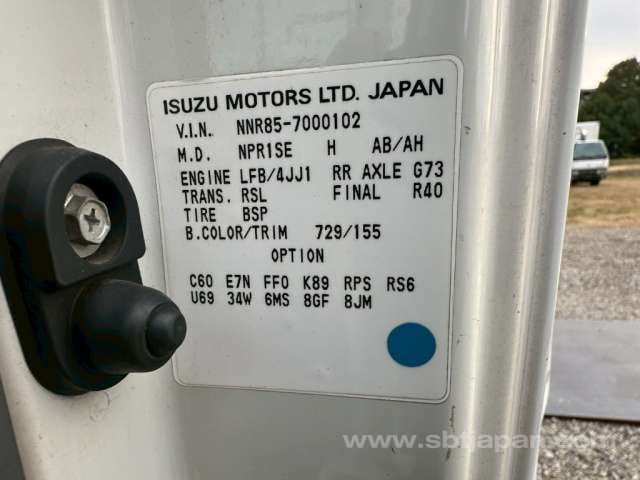 ISUZU MOTORS LTD. JAPAN
V.I.N. NNR85-7000102
M.D. NPR1SE H AB/AH
ENGINE LFB/4JJ1 RR AXLE G73
TRANS. RSL FINAL R40
TIRE BSP
B.COLOR/TRIM 729/155
OPTION
C60 E7N FF0 K89 RPS RS6
U69 34W 6MS 8GF 8JM
www.sbtjapan.com